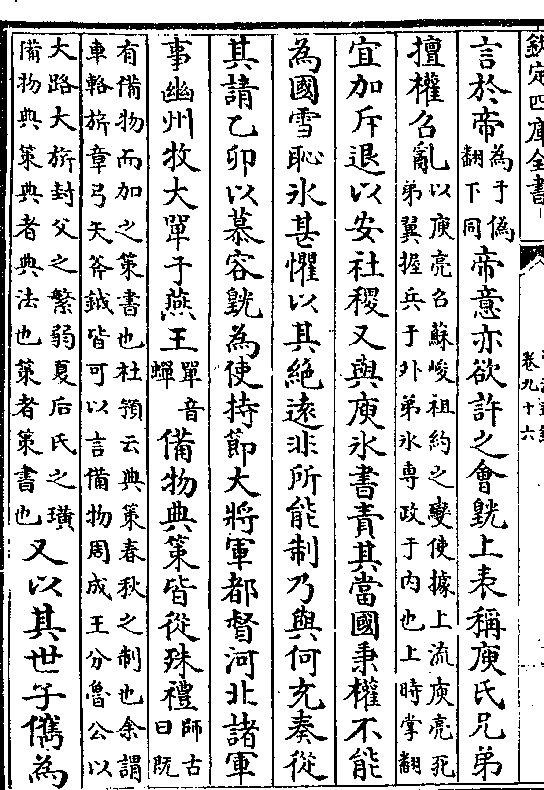 欽定四庫全書
卷九十六
言於帝為于偽翻下同帝意亦欲許之會皝上表稱庾氏兄弟
擅權召亂以庾亮召蘇峻祖約之變使據上流庾亮死弟翼握兵于外弟冰專政于内也上時掌翻
宜加斥退以安社稷又與庾冰書責其當國秉權不能
為國雪恥冰甚懼以其絶遠非所能制乃與何充奏從
其請乙卯以慕容皝為使持節大將軍都督河北諸軍
事幽州牧大單于燕王單音蟬備物典策皆從殊禮師古曰既
有備物而加之策書也杜預云典策春秋之制也余謂
車輅旂章弓矢斧鉞皆可以言備物周成王分魯公以
大路大旂封父之繁弱夏后氏之璜備物典策典者典法也策者策書也又以其世子儁為